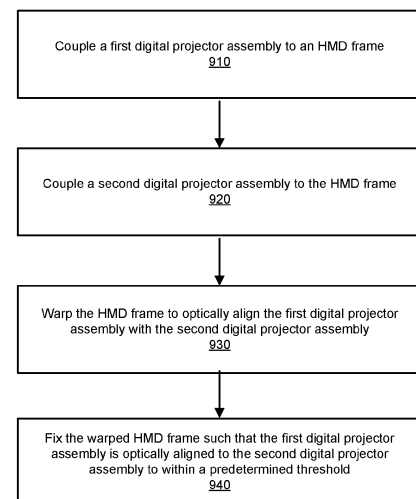 Couple a first digital projector assembly to an HMD frame
910
Couple a second digital projector assembly to the HMD frame
920
Warp the HMD frame to optically align the first digital projector
assembly with the second digital projector assembly
930
Fix the warped HMD frame such that the first digital projector
assembly is optically aligned to the second digital projector
assembly to within a predetermined threshold
940